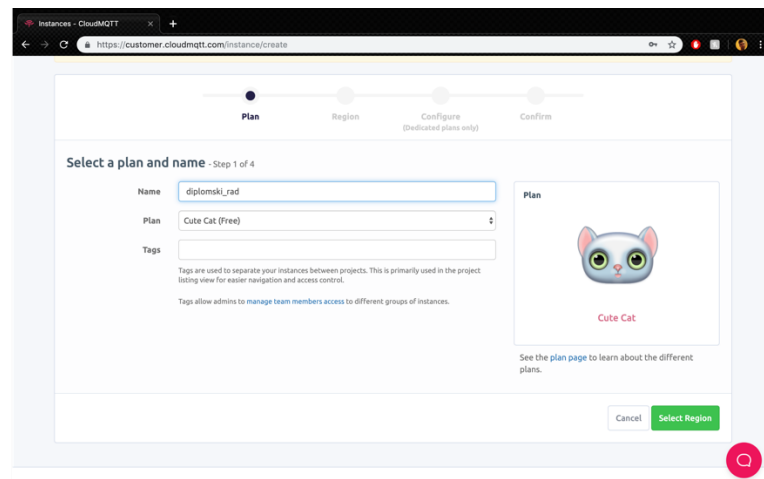 Instances - CloudMQTT
https://customer.cloudmqtt.com/instance/create
Plan
Region
Configure
(Dedicated plans only)
Confirm
Select a plan and name - Step 1 of 4
Name
diplomski_rad
Plan
Cute Cat (Free)
Tags
Tags are used to separate your instances between projects. This is primarily used in the project
listing view for easier navigation and access control.
Tags allow admins to manage team members access to different groups of instances.
Plan
Cute Cat
See the plan page to learn about the different
plans.
Cancel
Select Region